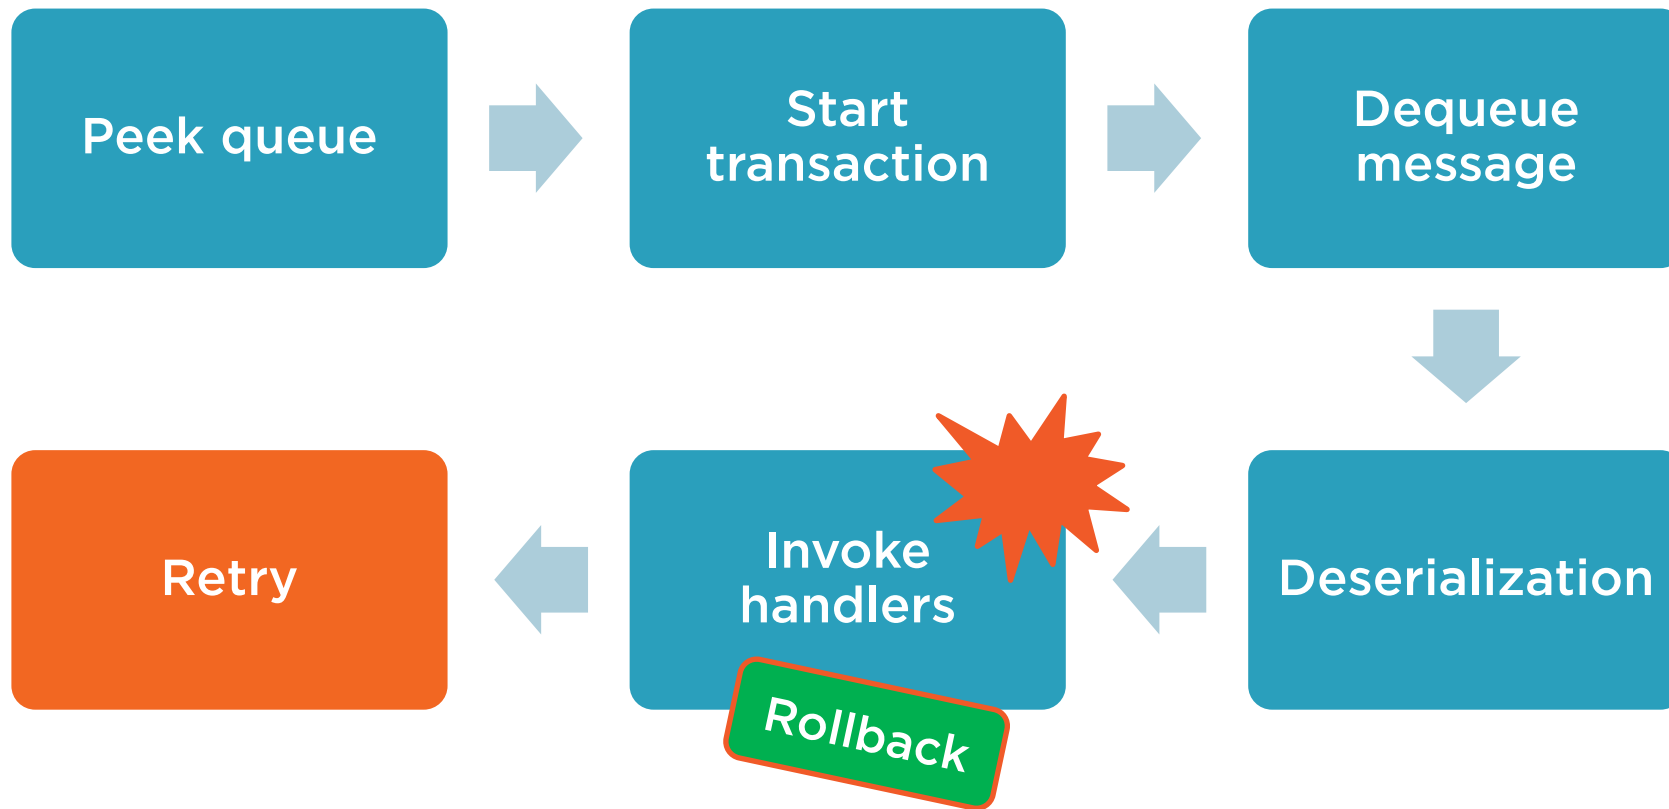 Peek queue
Start
transaction
Dequeue
message
Deserialization
Invoke
handlers
Rollback
Retry